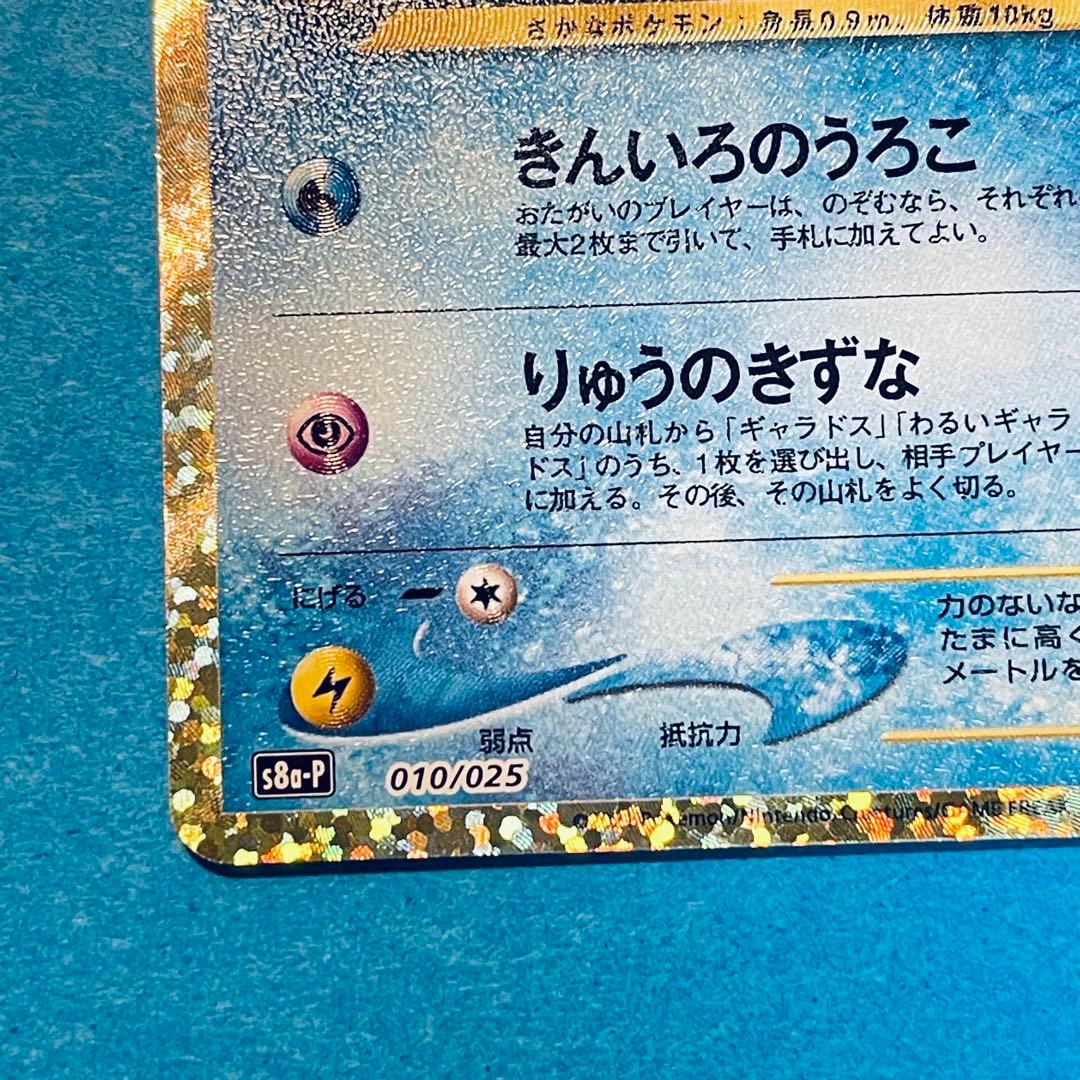 さかなポケモン：身長0.9m、体重10kg
きんいろのうろこ
おたがいのプレイヤーは、のぞむなら、それぞれ
最大2枚まで引いて、手札に加えてよい。
りゅうのきずな
自分の山札から「ギャラドス」「わるいギャラ
ドス」のうち、1枚を選び出し、相手プレイヤー
に加える。その後、その山札をよく切る。
にげる
力のないな
たまに高く
メートルを
弱点
抵抗力
s8a-P
010/025
Pokémon/Nintendo/Creatures/GAME FREAK